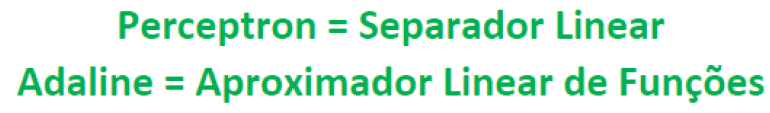 Perceptron = Separador Linear
Adaline = Aproximador Linear de Funções